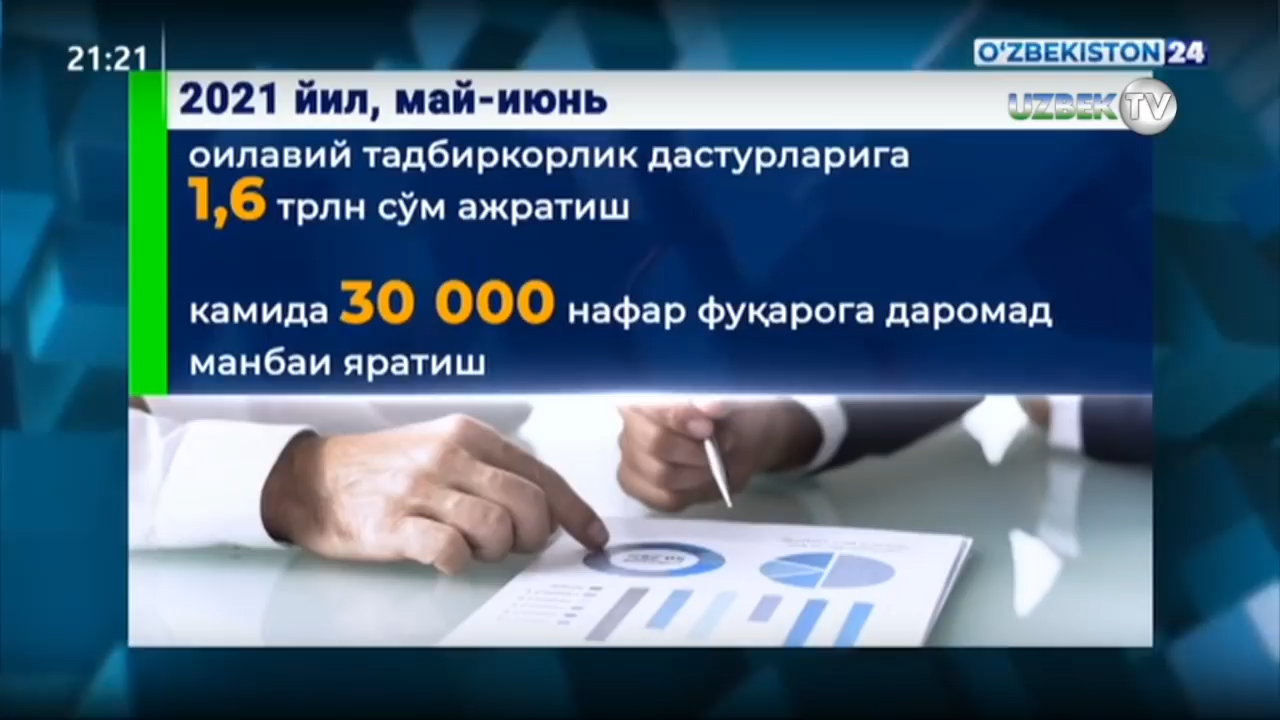 21:21
O‘ZBEKISTON 24
2021 йил, май-июнь
UZBEK TV
оилавий тадбиркорлик дастурларига
1,6 трлн сўм ажратиш
камида 30 000 нафар фуқарога даромад
манбаи яратиш